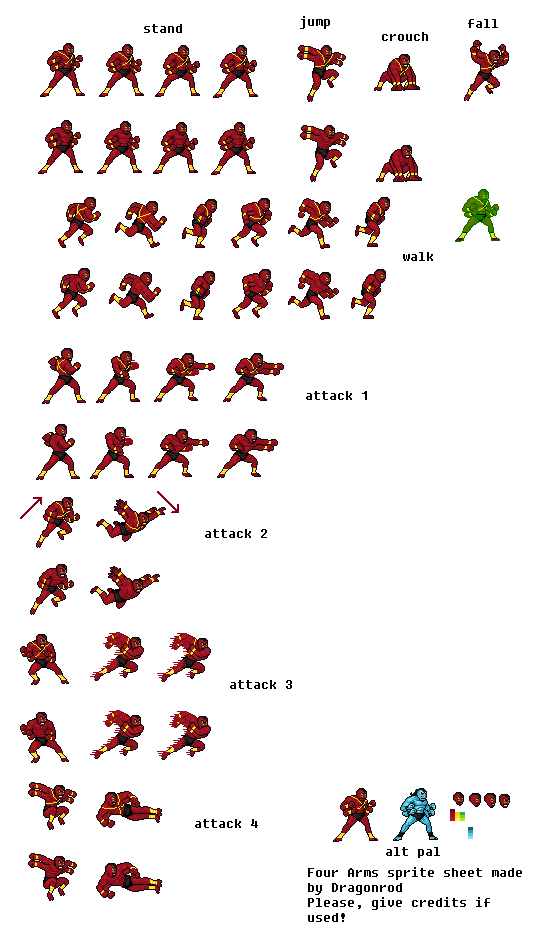 stand
jump
crouch
fall
walk
attack 1
attack 2
attack 3
attack 4
alt pal
Four Arms sprite sheet made
by Dragonrod
Please, give credits if
used!